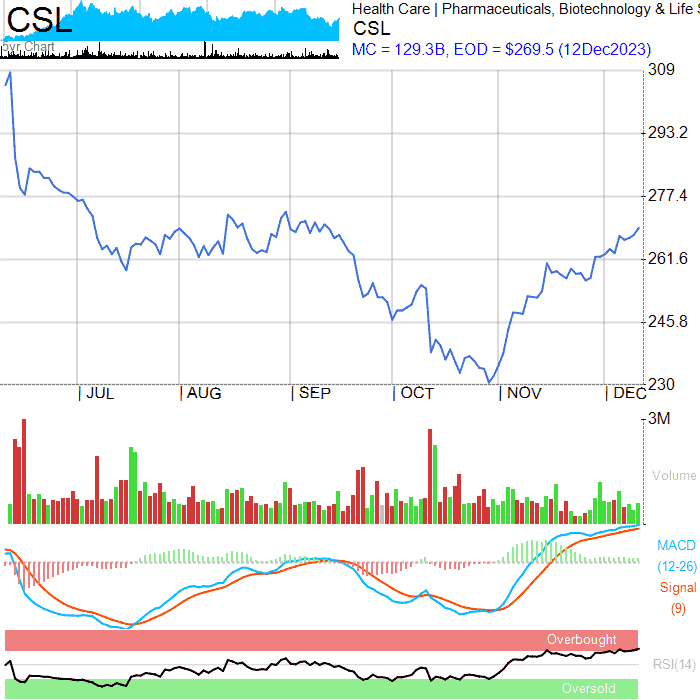 CSL
5yr Chart
Health Care | Pharmaceuticals, Biotechnology & Life
CSL
MC = 129.3B, EOD = $269.5 (12Dec2023)
309
293.2
277.4
261.6
245.8
230
| JUL | AUG | SEP | OCT | NOV | DEC
3M
Volume
MACD
(12-26)
Signal
(9)
Overbought
RSI(14)
Oversold